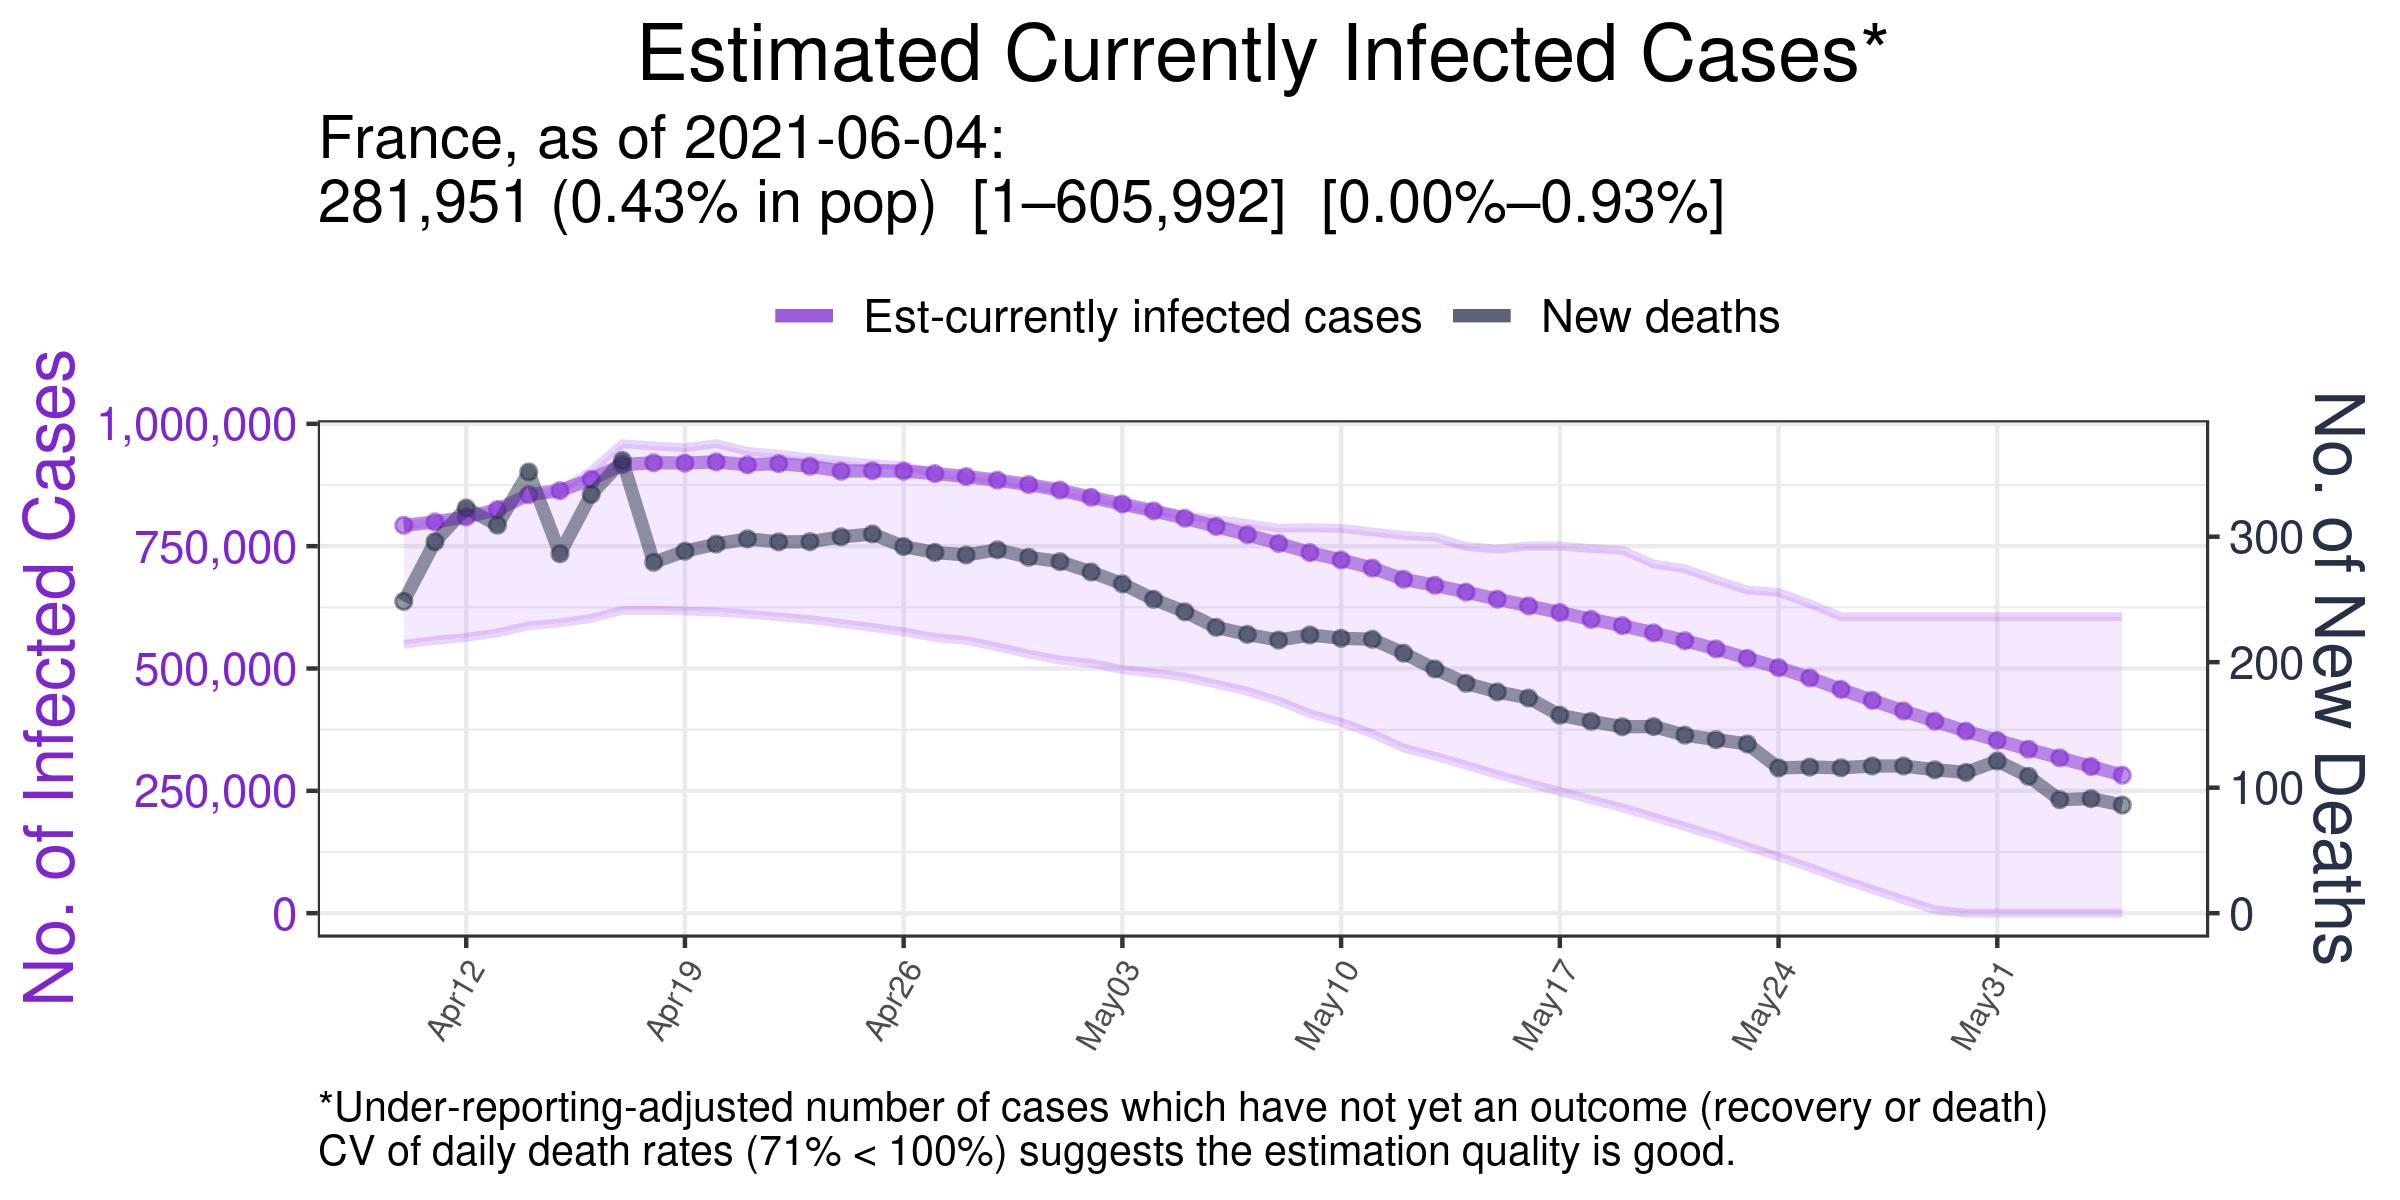 Estimated Currently Infected Cases*
France, as of 2021-06-04:
281,951 (0.43% in pop)  [1–605,992]  [0.00%–0.93%]
Est-currently infected cases
New deaths
No. of Infected Cases
1,000,000
750,000
500,000
250,000
0
300
200
100
0
No. of New Deaths
Apr12
Apr19
Apr26
May03
May10
May17
May24
May31
*Under-reporting-adjusted number of cases which have not yet an outcome (recovery or death)
CV of daily death rates (71% < 100%) suggests the estimation quality is good.